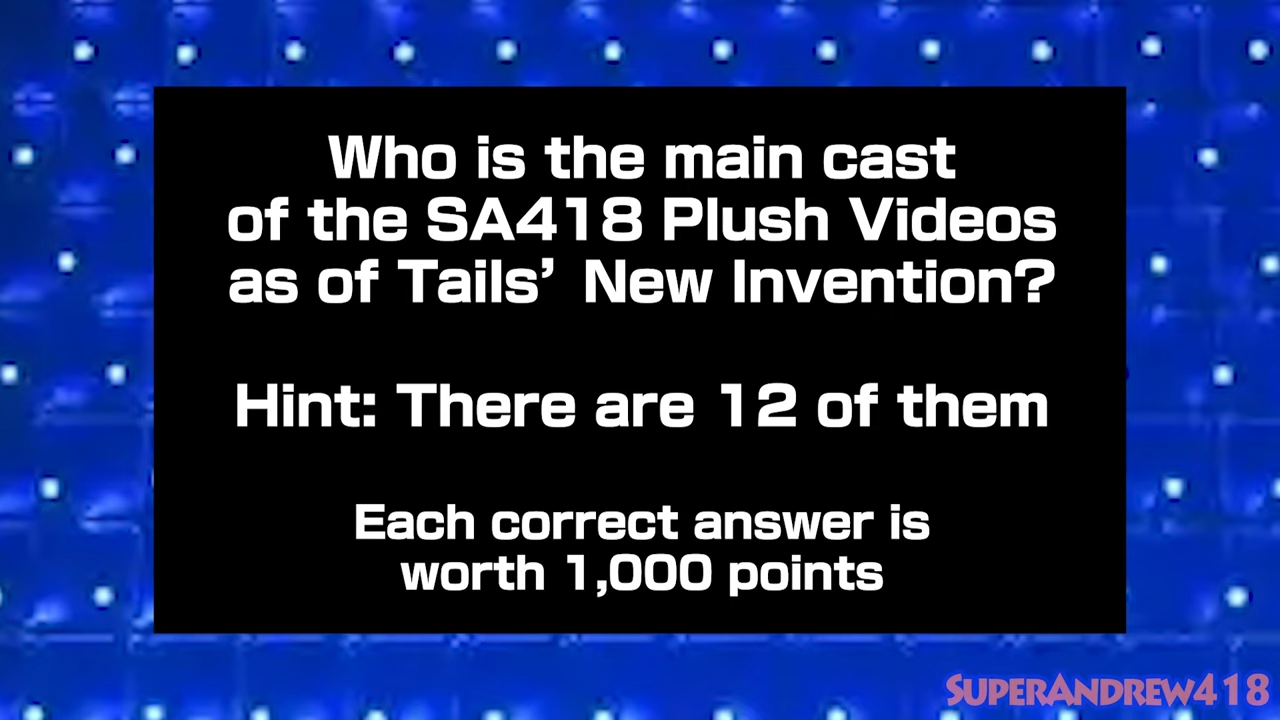 Who is the main cast
of the SA418 Plush Videos
as of Tails’ New Invention?
Hint: There are 12 of them
Each correct answer is
worth 1,000 points
SUPERANDREW418